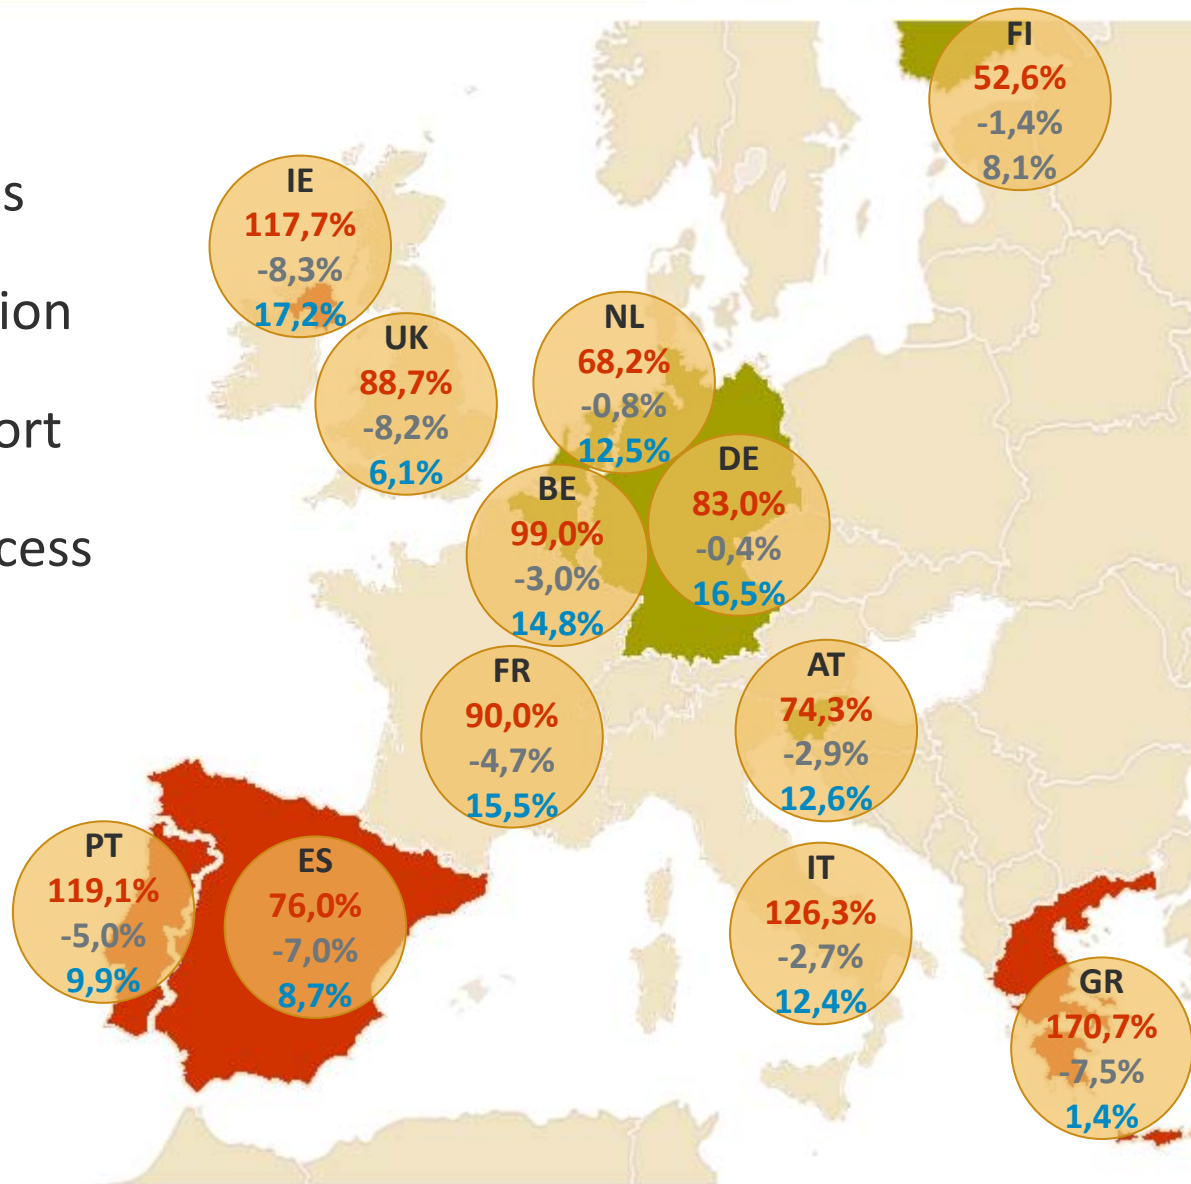 s
ion
ort
cess
FI
52,6%
-1,4%
8,1%
IE
117,7%
-8,3%
17,2%
UK
88,7%
-8,2%
6,1%
NL
68,2%
-0,8%
12,5%
DE
83,0%
-0,4%
16,5%
BE
99,0%
-3,0%
14,8%
FR
90,0%
-4,7%
15,5%
AT
74,3%
-2,9%
12,6%
PT
119,1%
-5,0%
9,9%
ES
76,0%
-7,0%
8,7%
IT
126,3%
-2,7%
12,4%
GR
170,7%
-7,5%
1,4%